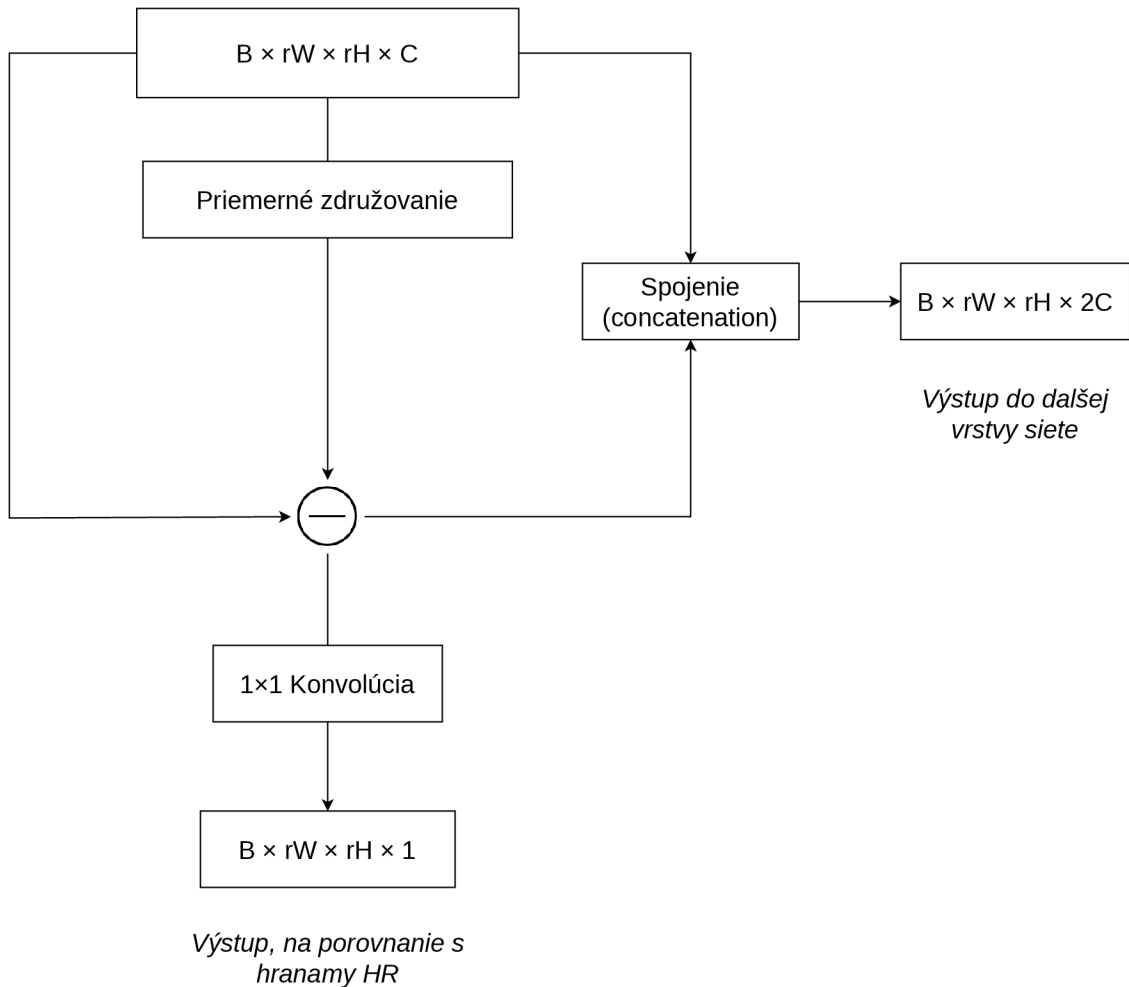 B × rW × rH × C
Priemerné združovanie
Spojenie
(concatenation)
B × rW × rH × 2C
Výstup do dalšej
vrstvy siete
1×1 Konvolúcia
B × rW × rH × 1
Výstup, na porovnanie s
hranamy HR